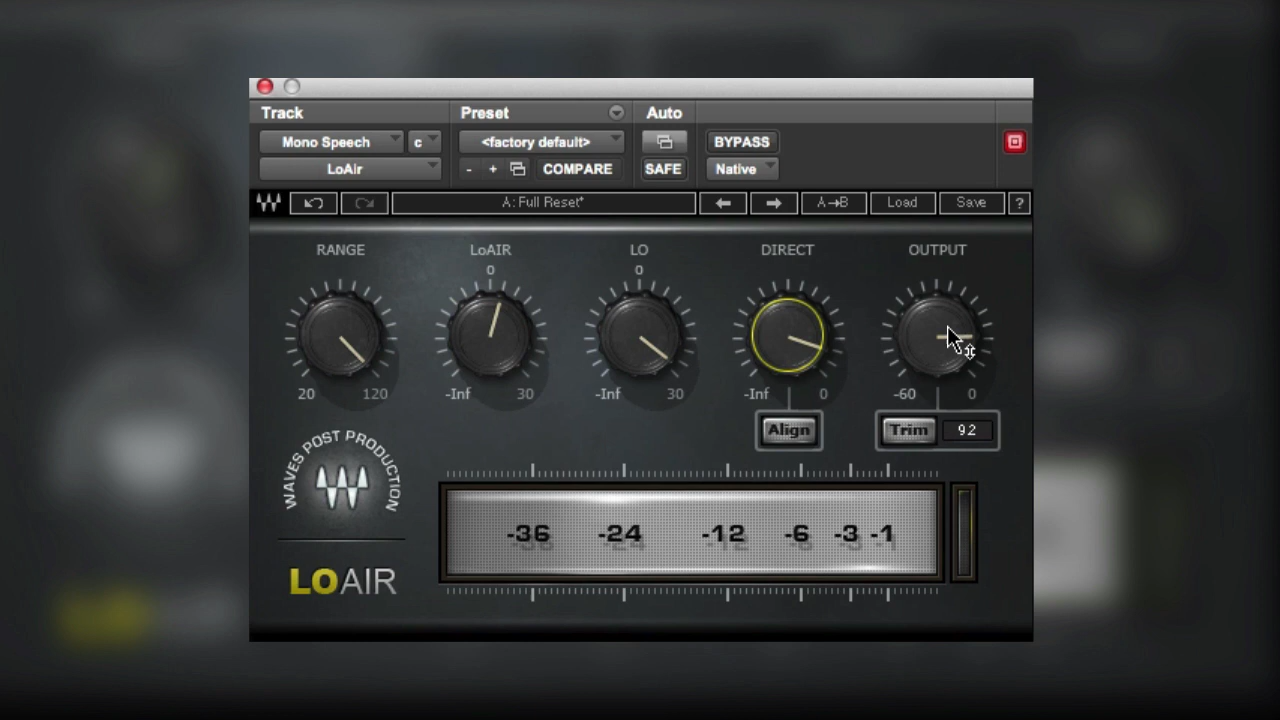 Track Preset Auto
Mono Speech c <factory default> BYPASS
LoAir - + COMPARE SAFE Native
A: Full Reset* A→B Load Save ?
RANGE LoAIR LO DIRECT OUTPUT
0 0
20 120 -Inf 30 -Inf 30 -Inf 0 -60 0
Align Trim 9.2
WAVES POST PRODUCTION
-36 -24 -12 -6 -3 -1
LOAIR